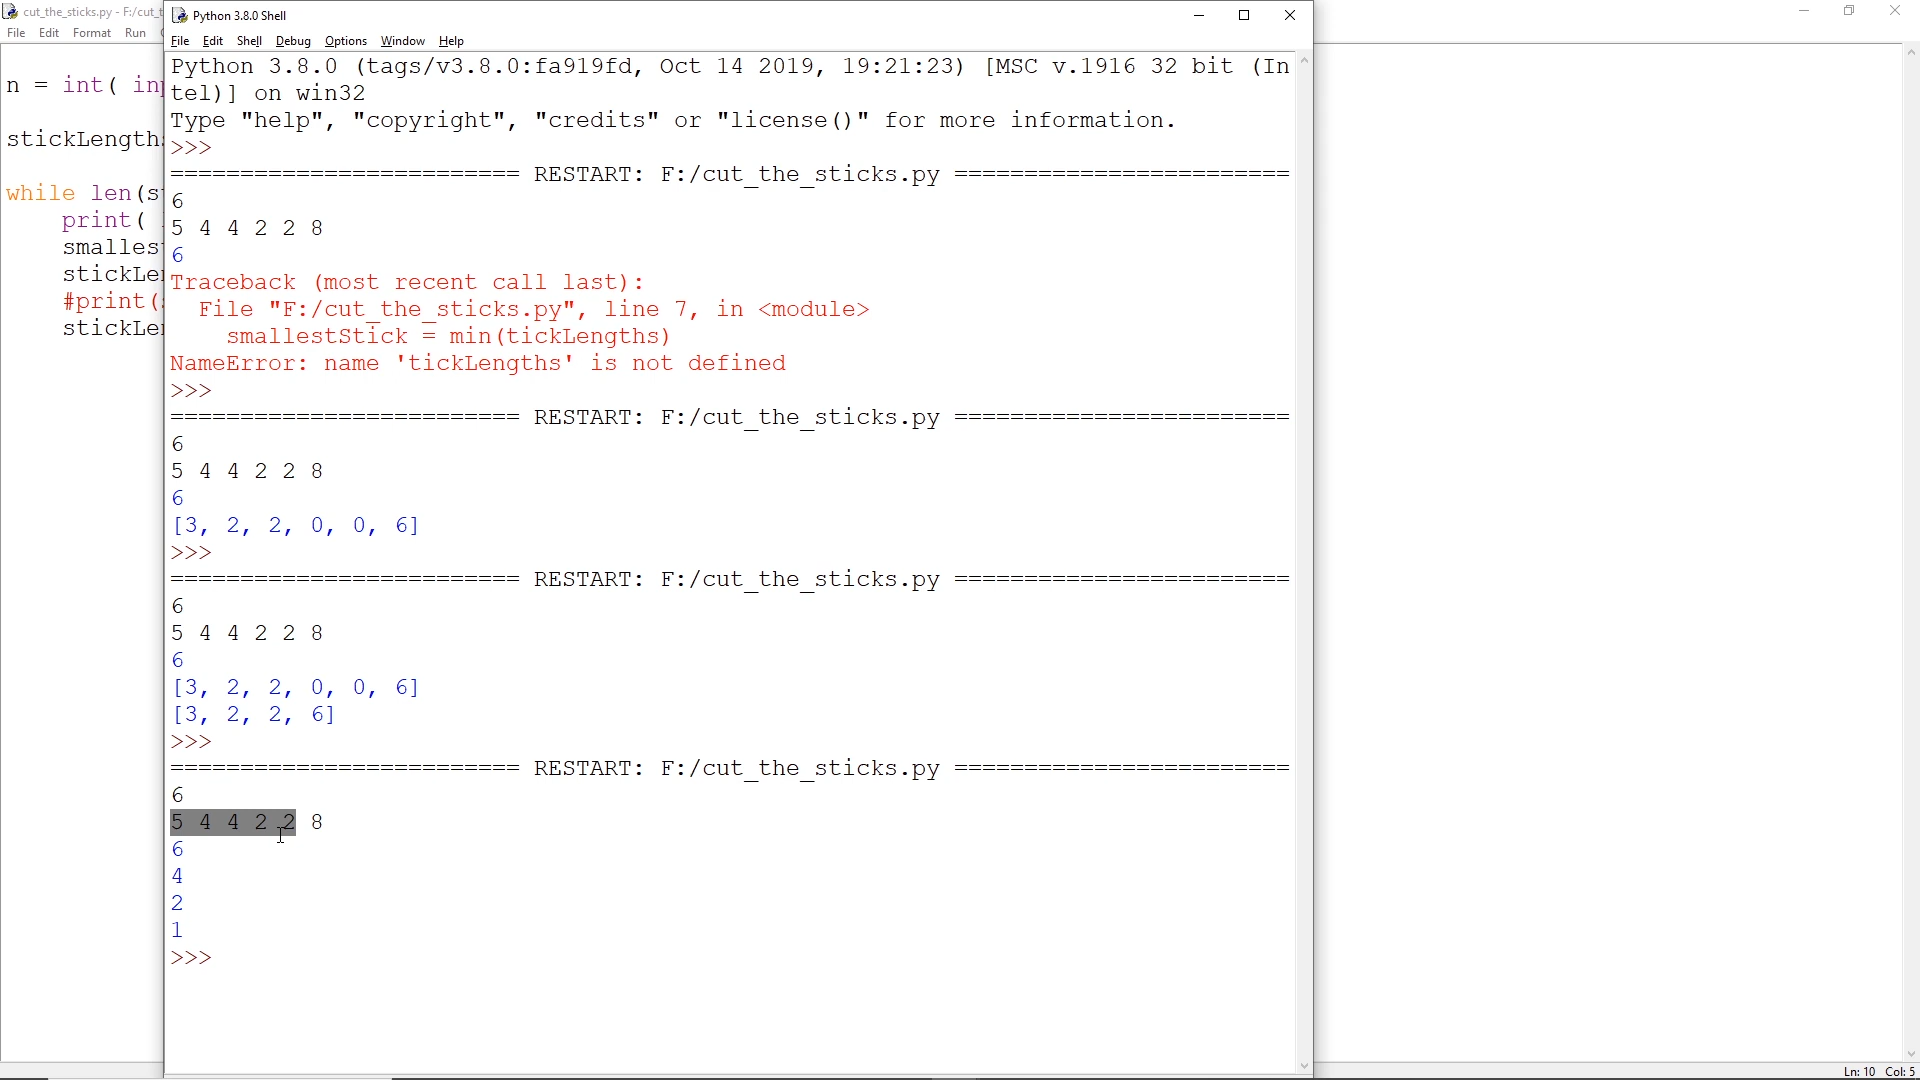 cut_the_sticks.py - F:/cut_t
File Edit Format Run
n = int( in
stickLength
while len(s
print(
smalles
stickLe
#print(
stickLe
Python 3.8.0 Shell
File Edit Shell Debug Options Window Help
Python 3.8.0 (tags/v3.8.0:fa919fd, Oct 14 2019, 19:21:23) [MSC v.1916 32 bit (In
tel)] on win32
Type "help", "copyright", "credits" or "license()" for more information.
>>>
========================= RESTART: F:/cut_the_sticks.py ========================
6
5 4 4 2 2 8
6
Traceback (most recent call last):
  File "F:/cut_the_sticks.py", line 7, in <module>
    smallestStick = min(tickLengths)
NameError: name 'tickLengths' is not defined
>>>
========================= RESTART: F:/cut_the_sticks.py ========================
6
5 4 4 2 2 8
6
[3, 2, 2, 0, 0, 6]
>>>
========================= RESTART: F:/cut_the_sticks.py ========================
6
5 4 4 2 2 8
6
[3, 2, 2, 0, 0, 6]
[3, 2, 2, 6]
>>>
========================= RESTART: F:/cut_the_sticks.py ========================
6
5 4 4 2 2 8
6
4
2
1
>>>
Ln: 10 Col: 5